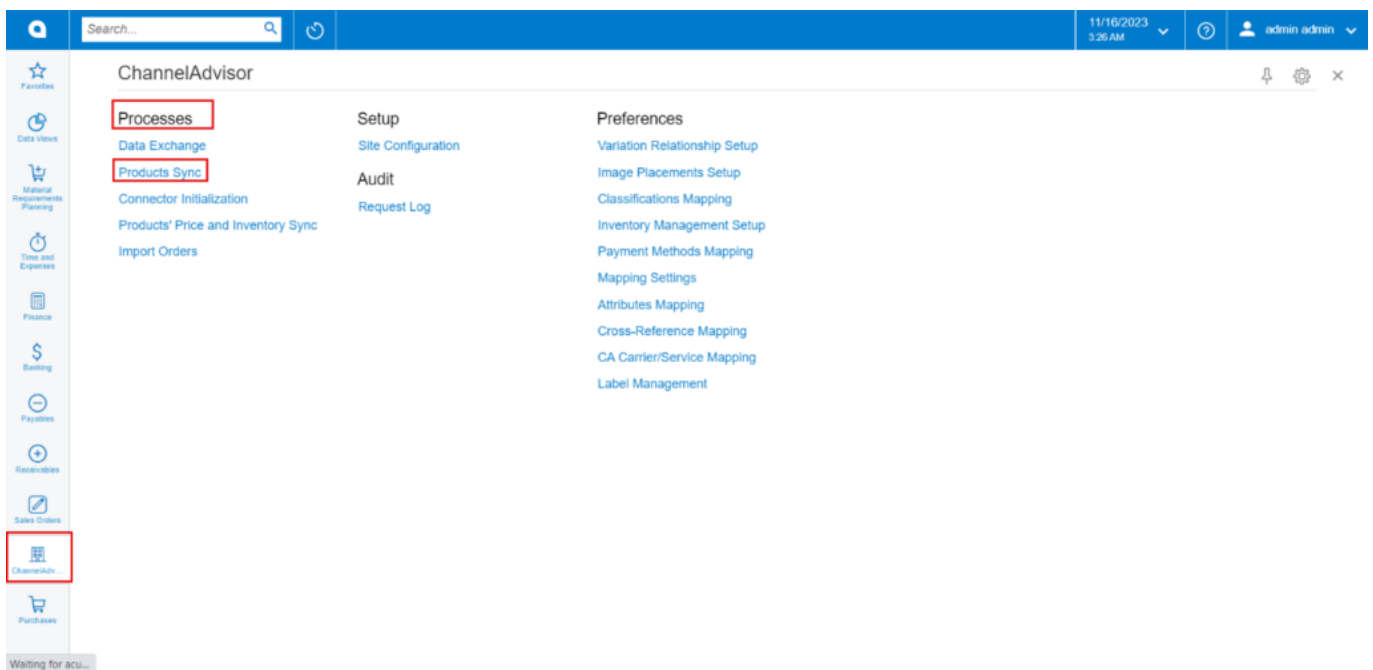 Search...
11/16/2023
3:26 AM
admin admin
Favorites
Data Views
Material
Requirements
Planning
Time and
Expenses
Finance
Banking
Payables
Receivables
Sales Orders
ChannelAdv...
Purchases
ChannelAdvisor
Processes
Data Exchange
Products Sync
Connector Initialization
Products' Price and Inventory Sync
Import Orders
Setup
Site Configuration
Audit
Request Log
Preferences
Variation Relationship Setup
Image Placements Setup
Classifications Mapping
Inventory Management Setup
Payment Methods Mapping
Mapping Settings
Attributes Mapping
Cross-Reference Mapping
CA Carrier/Service Mapping
Label Management
Waiting for acu...